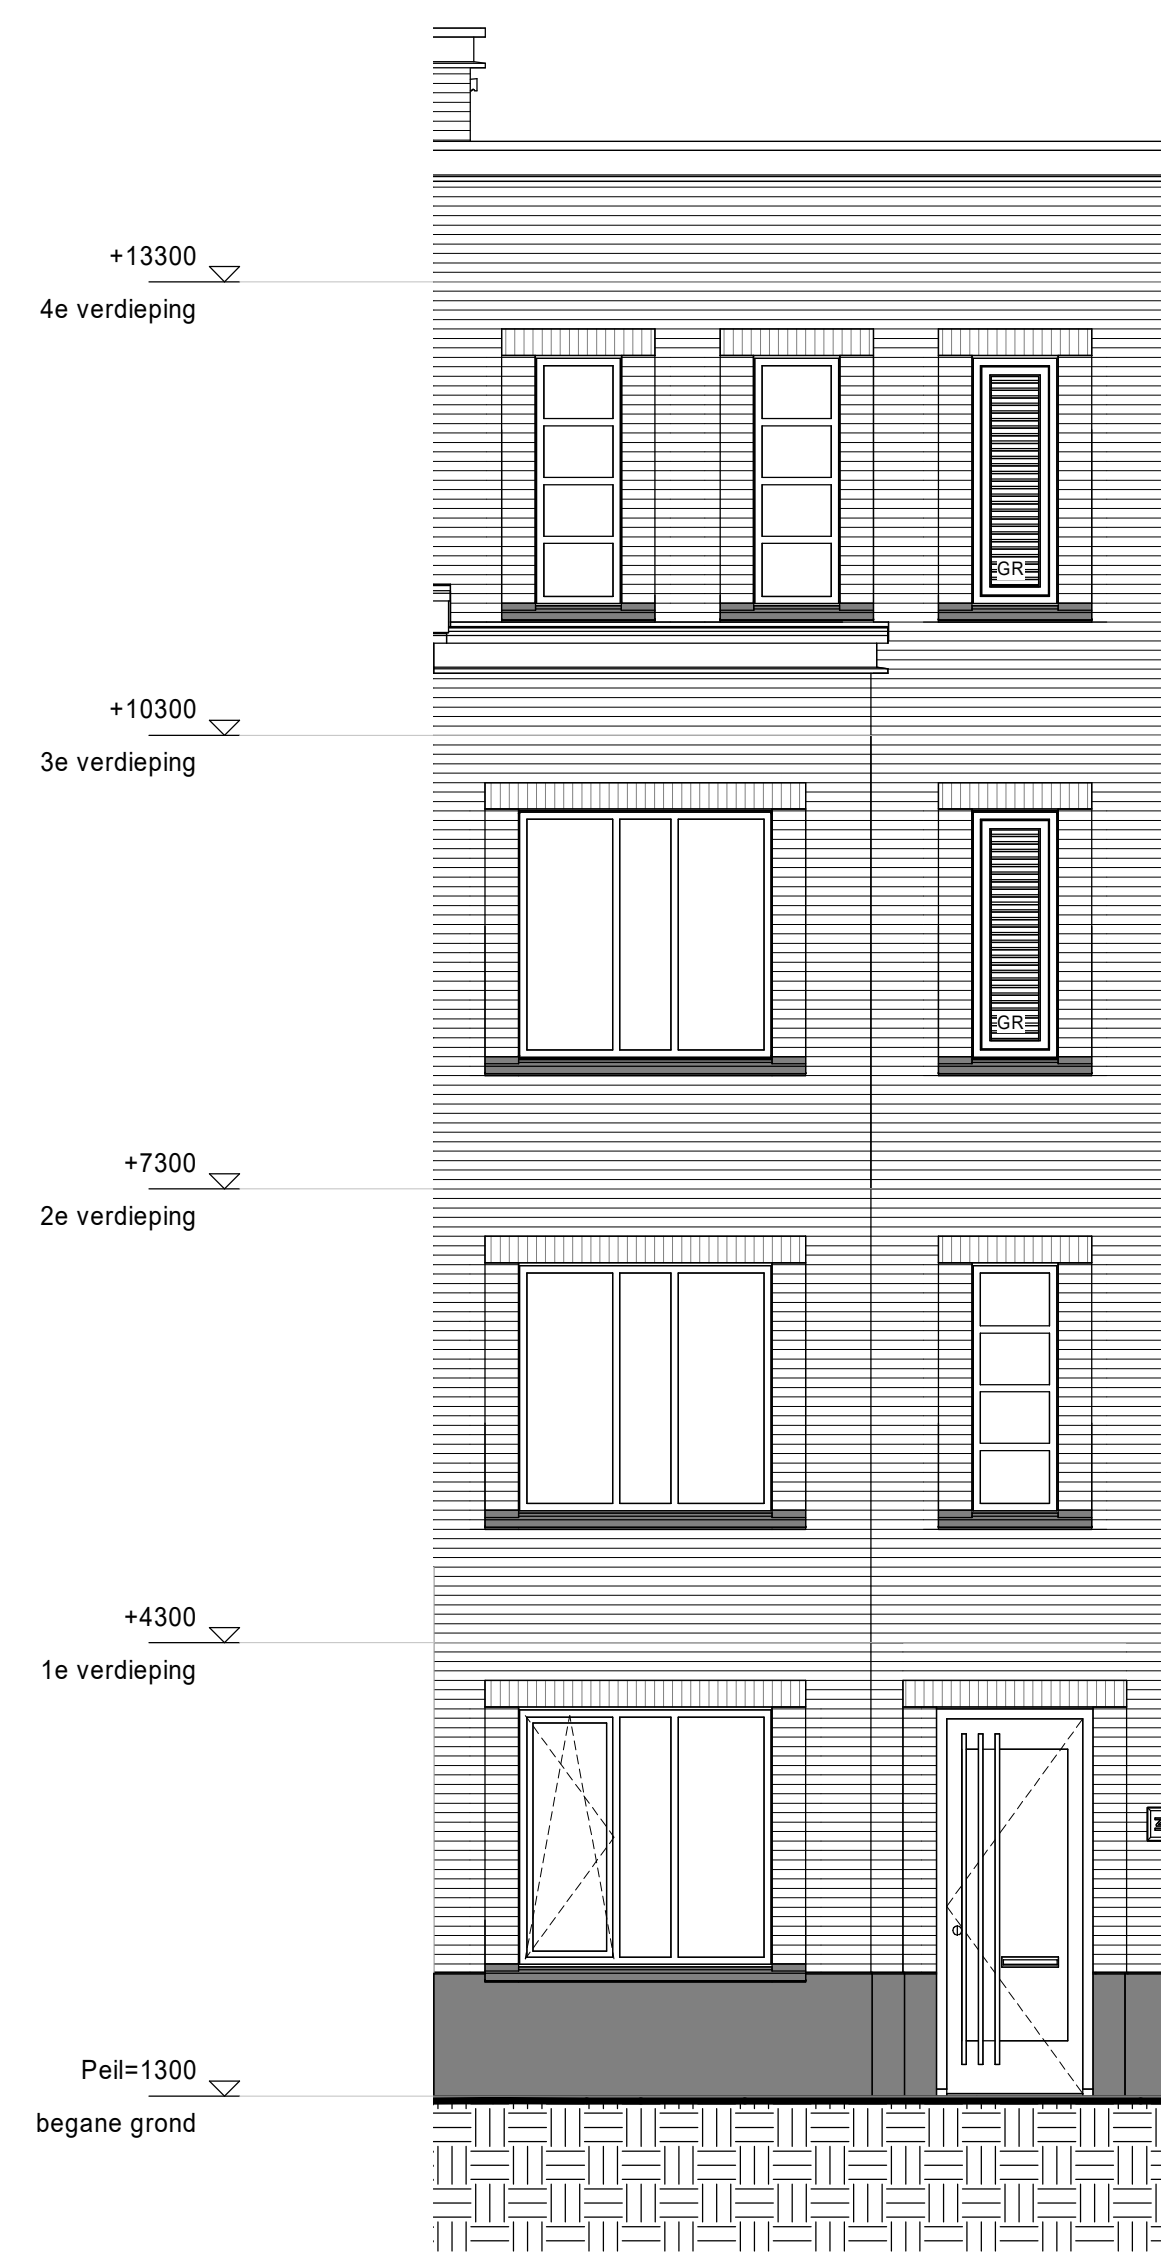 +13300
4e verdieping
GR
+10300
3e verdieping
GR
+7300
2e verdieping
+4300
1e verdieping
Peil=1300
begane grond